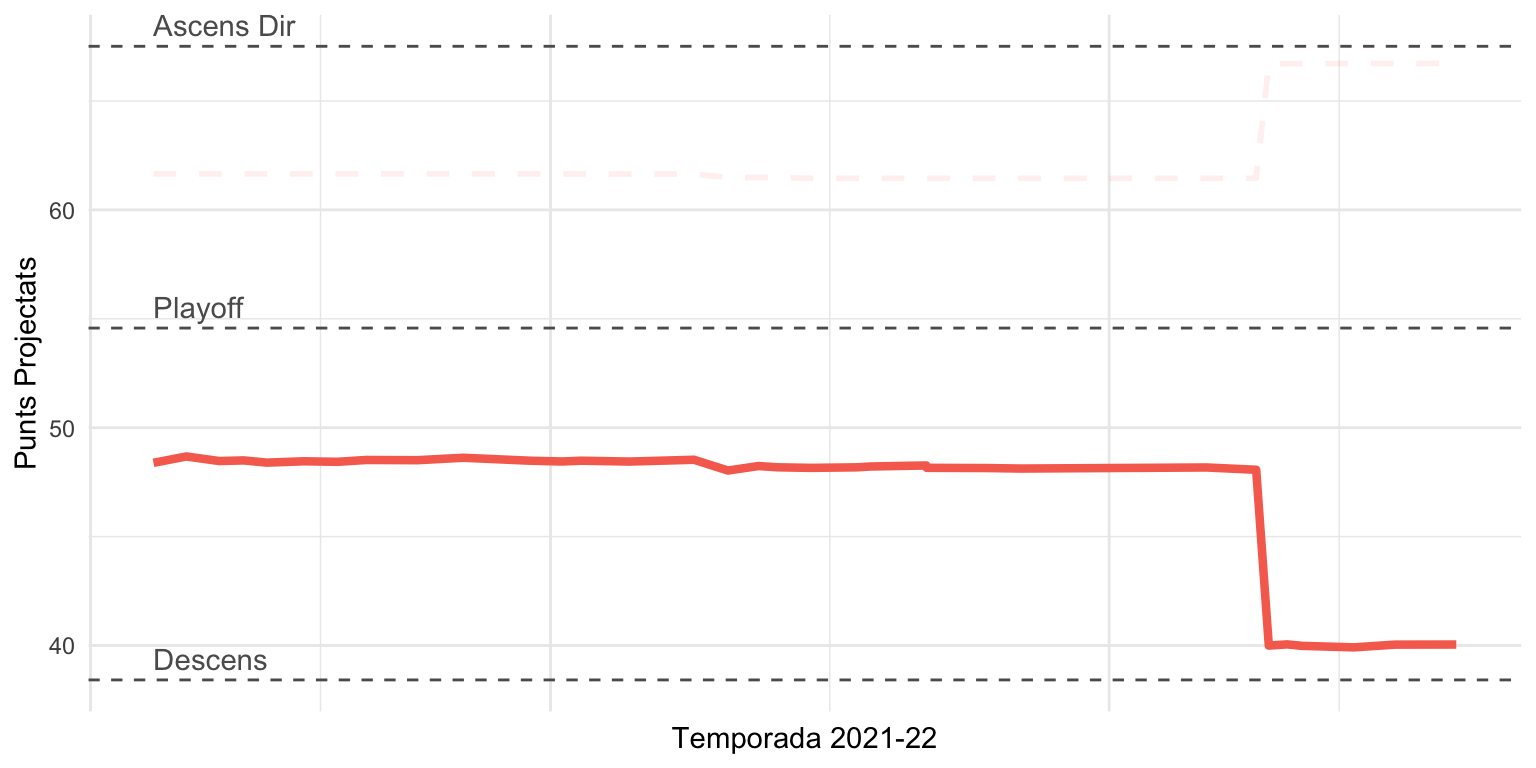 Ascens Dir
60
Playoff
Punts Projectats
50
40
Descens
Temporada 2021-22